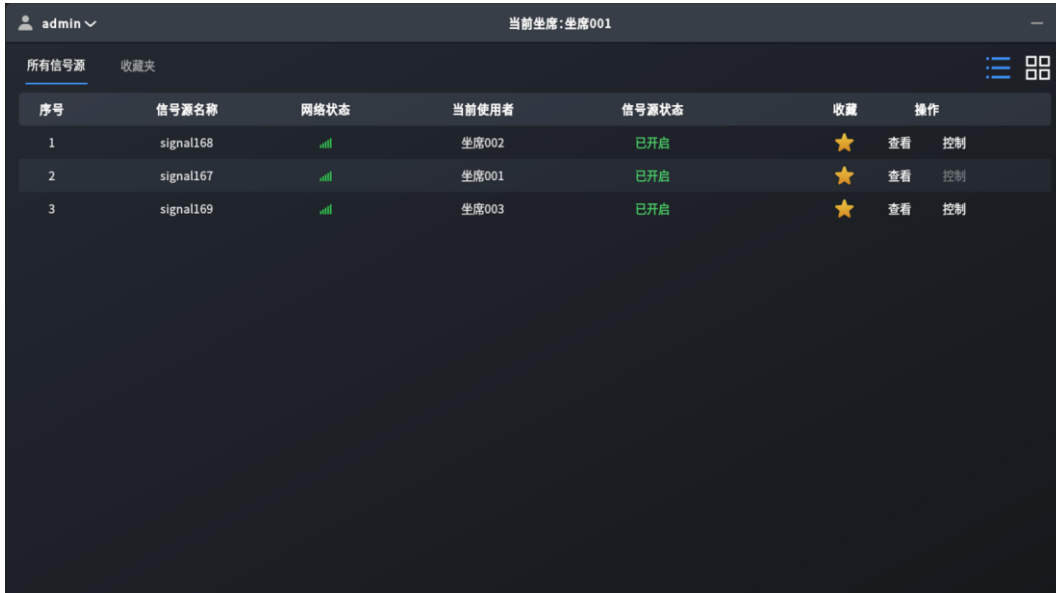 admin 当前坐席:坐席001
所有信号源 收藏夹
序号 信号源名称 网络状态 当前使用者 信号源状态 收藏 操作
1 signal168 坐席002 已开启 查看 控制
2 signal167 坐席001 已开启 查看 控制
3 signal169 坐席003 已开启 查看 控制